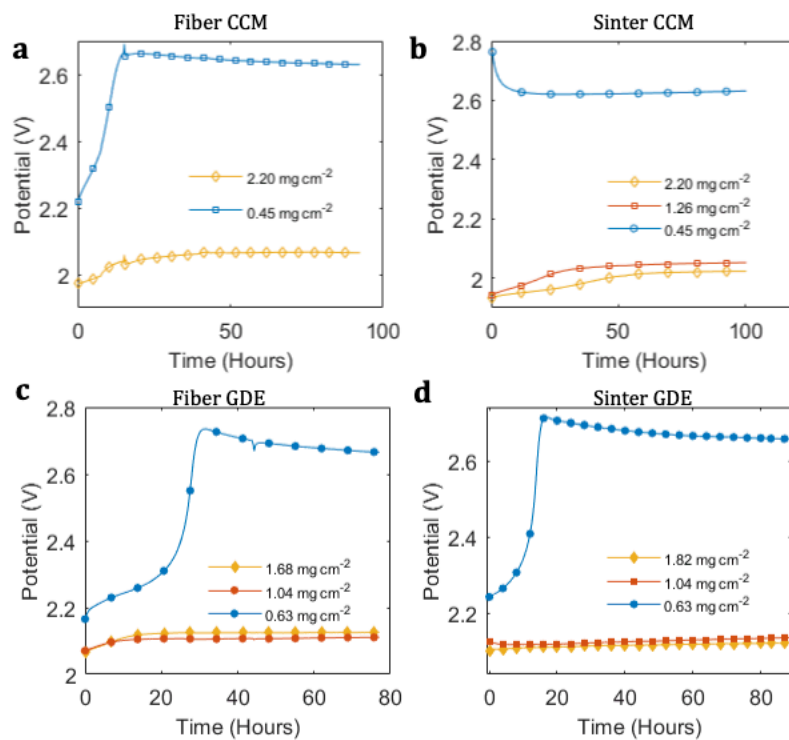 a
Fiber CCM
2.6
2.4
2.2
2
Potential (V)
2.20 mg cm⁻²
0.45 mg cm⁻²
0
50
100
Time (Hours)
b
Sinter CCM
2.8
2.6
2.4
2.2
2
Potential (V)
2.20 mg cm⁻²
1.26 mg cm⁻²
0.45 mg cm⁻²
0
50
100
Time (Hours)
c
Fiber GDE
2.8
2.6
2.4
2.2
2
Potential (V)
1.68 mg cm⁻²
1.04 mg cm⁻²
0.63 mg cm⁻²
0
20
40
60
80
Time (Hours)
d
Sinter GDE
2.6
2.4
2.2
Potential (V)
1.82 mg cm⁻²
1.04 mg cm⁻²
0.63 mg cm⁻²
0
20
40
60
80
Time (Hours)